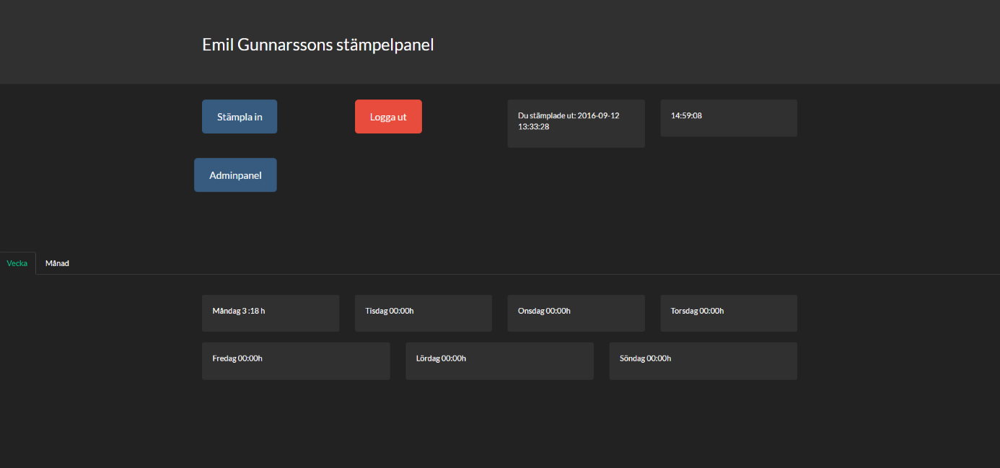 Emil Gunnarssons stämpelpanel
Stämpla in
Logga ut
Du stämplade ut: 2016-09-12
13:33:28
14:59:08
Adminpanel
Vecka
Månad
Måndag 3 :18 h
Tisdag 00:00h
Onsdag 00:00h
Torsdag 00:00h
Fredag 00:00h
Lördag 00:00h
Söndag 00:00h